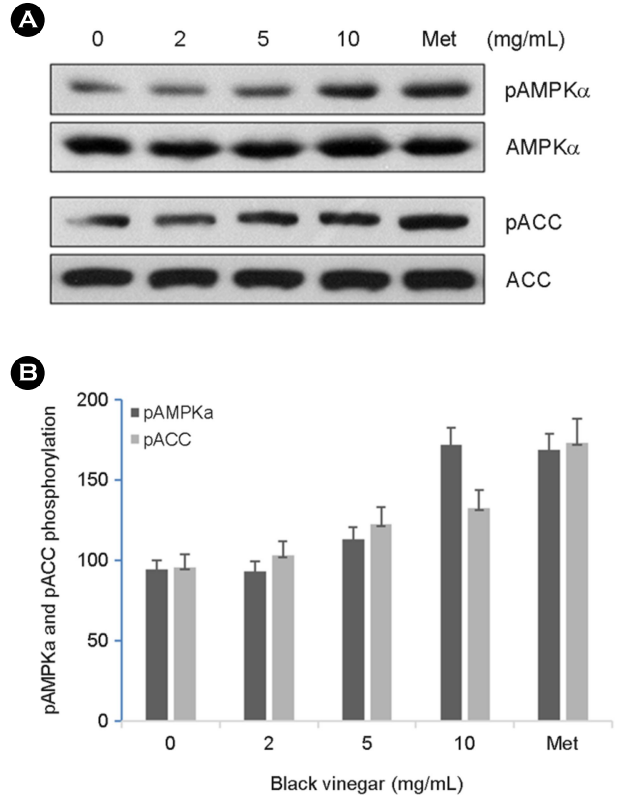 A
0 2 5 10 Met (mg/mL)
pAMPKα
AMPKα
pACC
ACC
B
pAMPKa and pACC phosphorylation
200
150
100
50
0
pAMPKa
pACC
0 2 5 10 Met
Black vinegar (mg/mL)